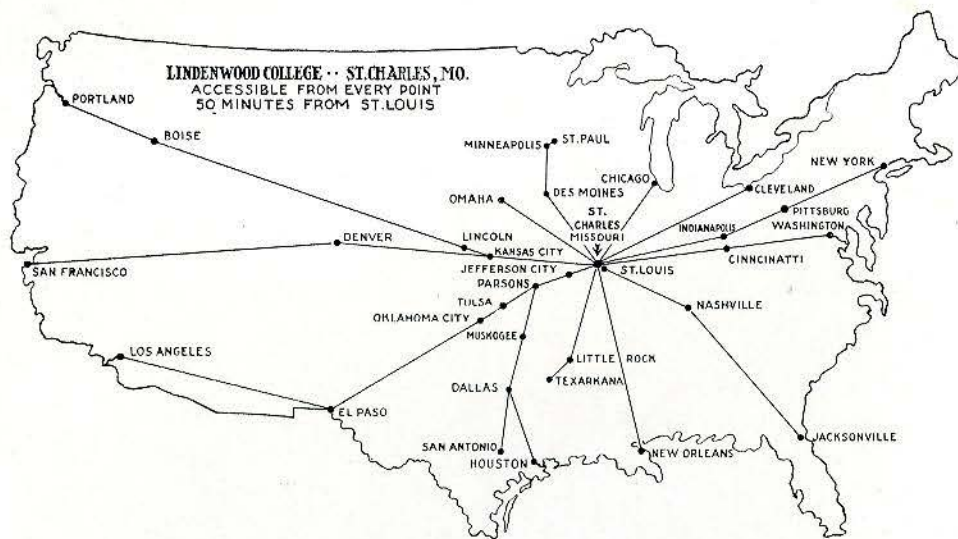 LINDENWOOD COLLEGE ·· ST.CHARLES, MO.
ACCESSIBLE FROM EVERY POINT
50 MINUTES FROM ST.LOUIS
PORTLAND
BOISE
MINNEAPOLIS
ST.PAUL
CHICAGO
NEW YORK
OMAHA
DES MOINES
CLEVELAND
ST.
CHARLES
MISSOURI
INDIANAPOLIS
PITTSBURG
WASHINGTON
DENVER
LINCOLN
KANSAS CITY
CINNCINATTI
SAN FRANCISCO
JEFFERSON CITY
ST.LOUIS
PARSONS
TULSA
NASHVILLE
OKLAHOMA CITY
MUSKOGEE
LOS ANGELES
LITTLE ROCK
TEXARKANA
DALLAS
EL PASO
JACKSONVILLE
SAN ANTONIO
NEW ORLEANS
HOUSTON